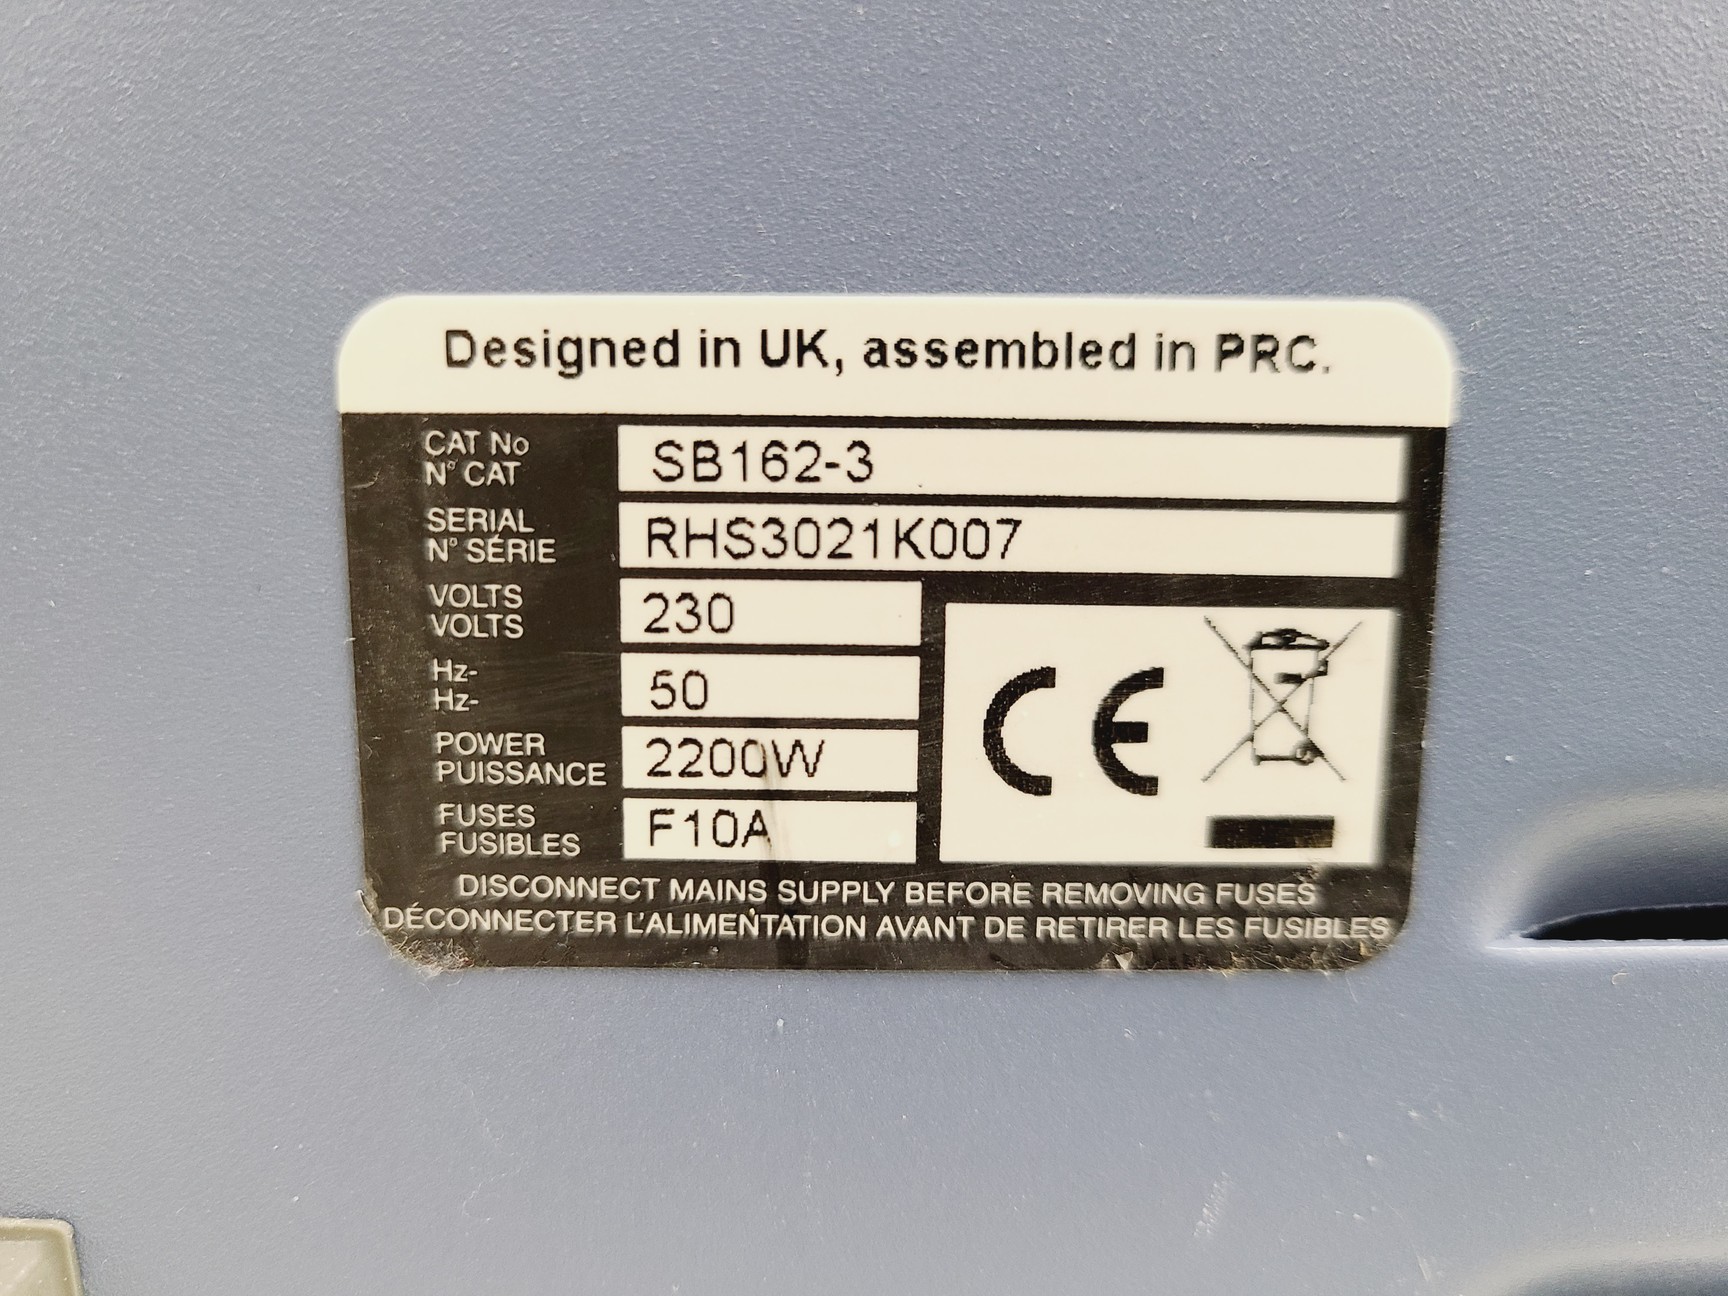 Designed in UK, assembled in PRC.
CAT No
N° CAT
SB162-3
SERIAL
N° SÉRIE
RHS3021K007
VOLTS
VOLTS
230
Hz-
Hz-
50
POWER
PUISSANCE
2200W
FUSES
FUSIBLES
F10A
CE
DISCONNECT MAINS SUPPLY BEFORE REMOVING FUSES
DÉCONNECTER L'ALIMENTATION AVANT DE RETIRER LES FUSIBLES